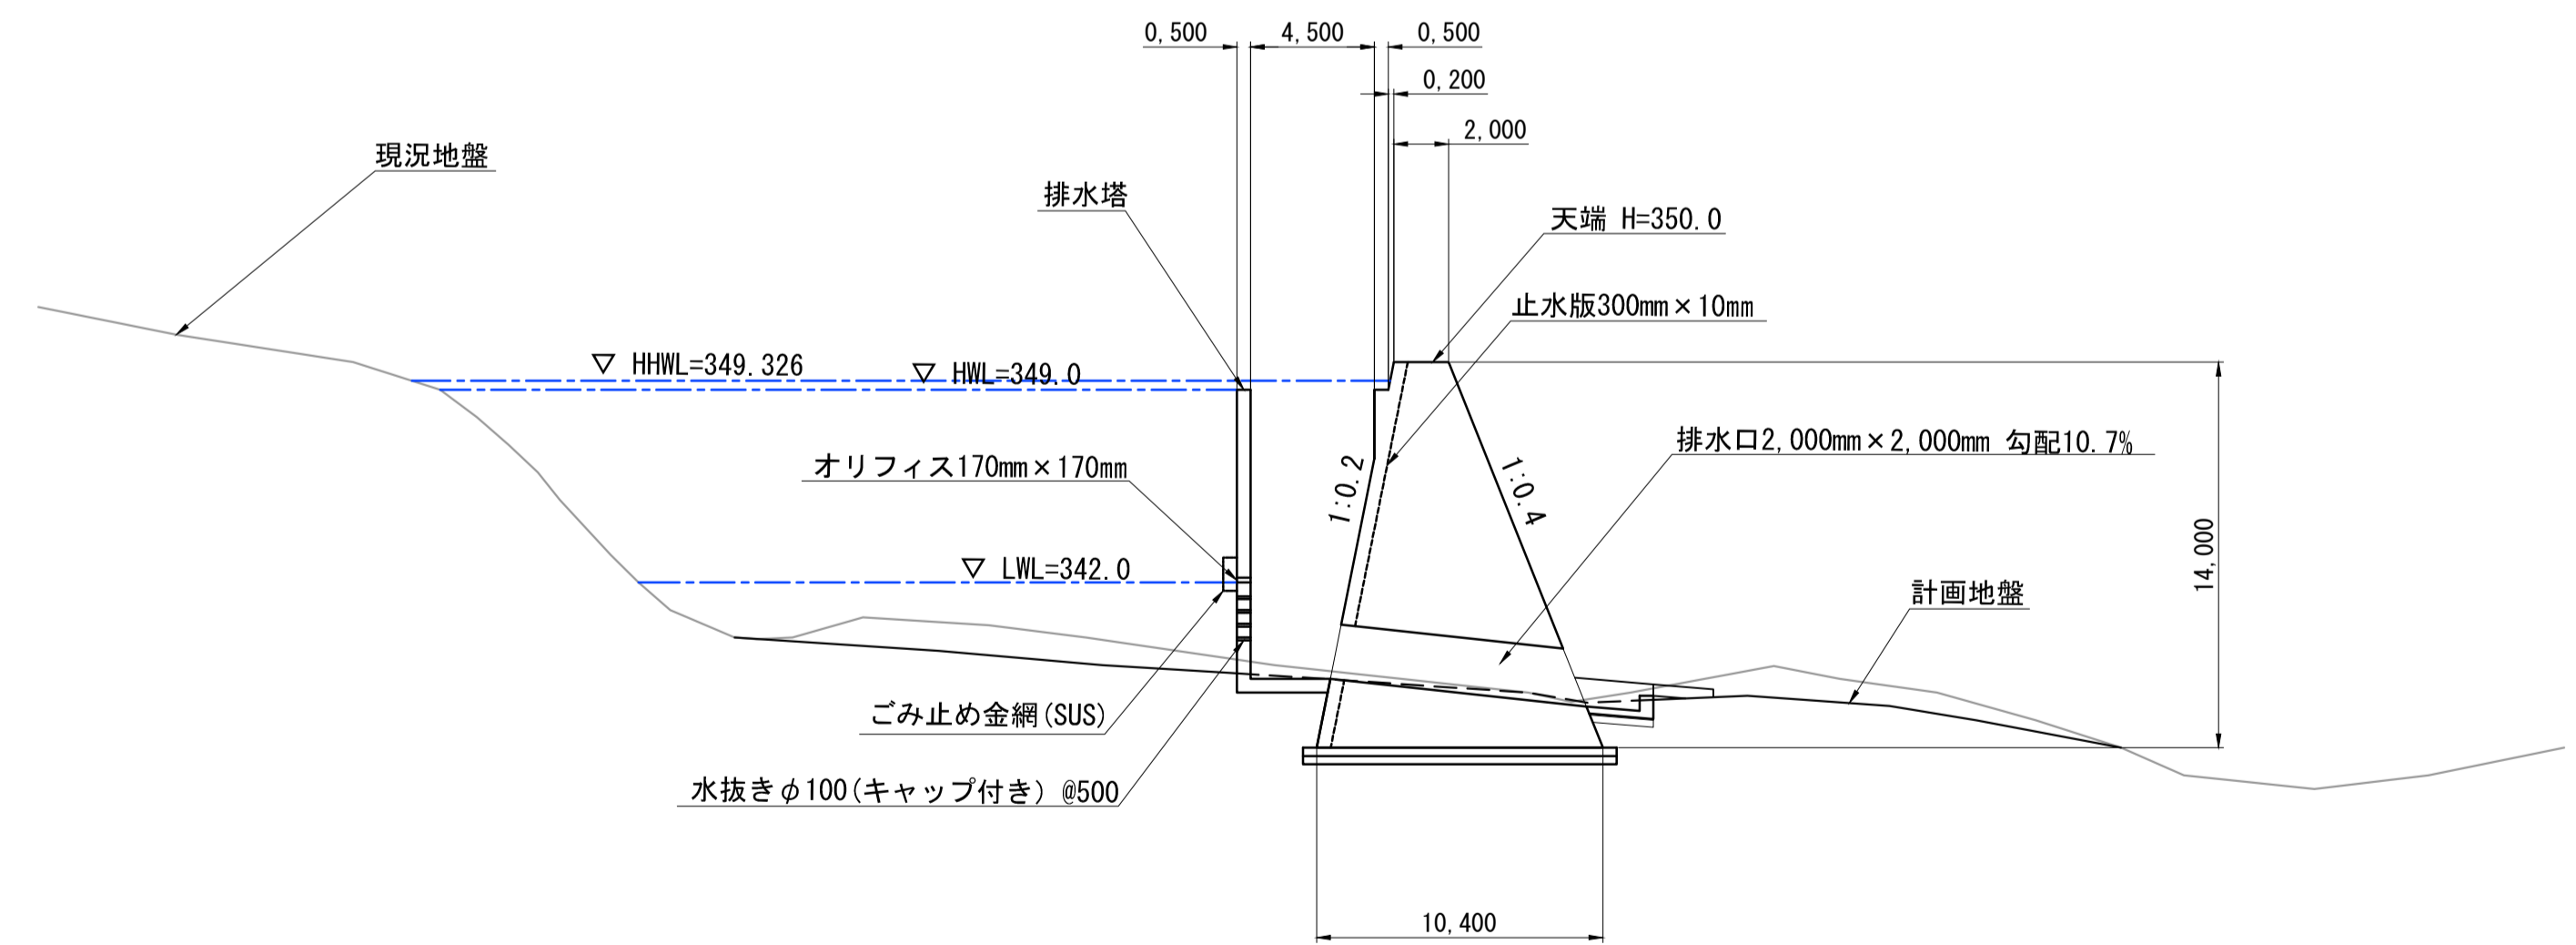 0,500 4,500 0,500
0,200
2,000
現況地盤
排水塔
天端 H=350.0
止水版300mm×10mm
▽ HHWL=349.326
▽ HWL=349.0
排水口2,000mm×2,000mm 勾配10.7%
オリフィス170mm×170mm
1:0.2
1:0.4
14,000
▽ LWL=342.0
計画地盤
ごみ止め金網(SUS)
水抜きφ100(キャップ付き) @500
10,400